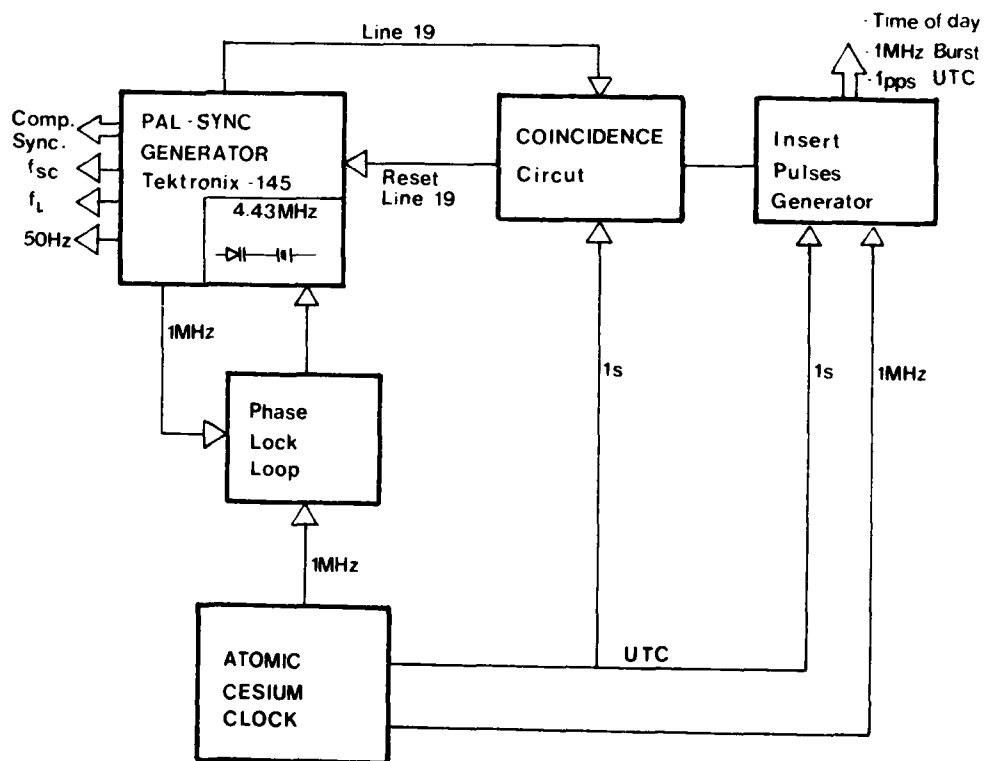 Line 19
- Time of day
- 1MHz Burst
- 1pps UTC
Comp.
Sync.
fsc
fL
50Hz
PAL - SYNC
GENERATOR
Tektronix -145
4.43MHz
Reset
Line 19
COINCIDENCE
Circut
Insert
Pulses
Generator
1MHz
1s
1s
1MHz
Phase
Lock
Loop
1MHz
UTC
ATOMIC
CESIUM
CLOCK